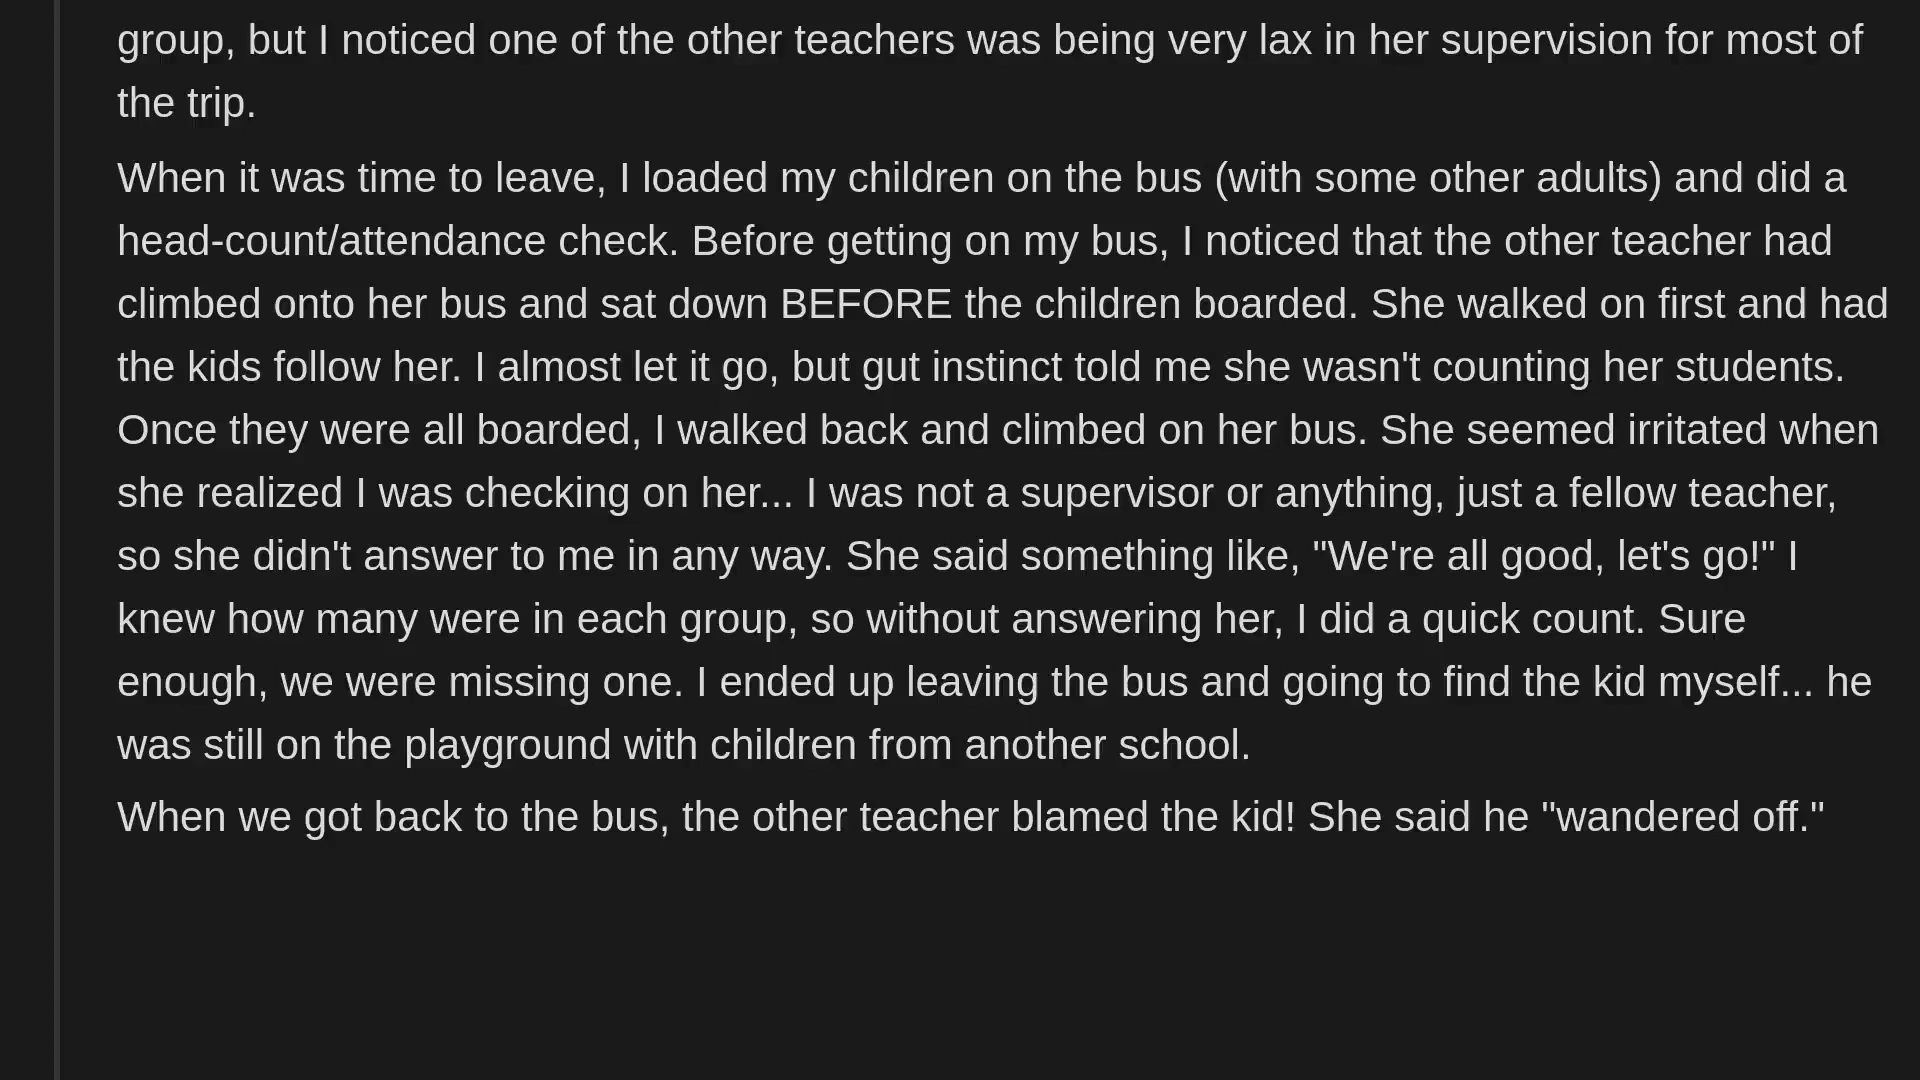 group, but I noticed one of the other teachers was being very lax in her supervision for most of
the trip.
When it was time to leave, I loaded my children on the bus (with some other adults) and did a
head-count/attendance check. Before getting on my bus, I noticed that the other teacher had
climbed onto her bus and sat down BEFORE the children boarded. She walked on first and had
the kids follow her. I almost let it go, but gut instinct told me she wasn't counting her students.
Once they were all boarded, I walked back and climbed on her bus. She seemed irritated when
she realized I was checking on her... I was not a supervisor or anything, just a fellow teacher,
so she didn't answer to me in any way. She said something like, "We're all good, let's go!" I
knew how many were in each group, so without answering her, I did a quick count. Sure
enough, we were missing one. I ended up leaving the bus and going to find the kid myself... he
was still on the playground with children from another school.
When we got back to the bus, the other teacher blamed the kid! She said he "wandered off."